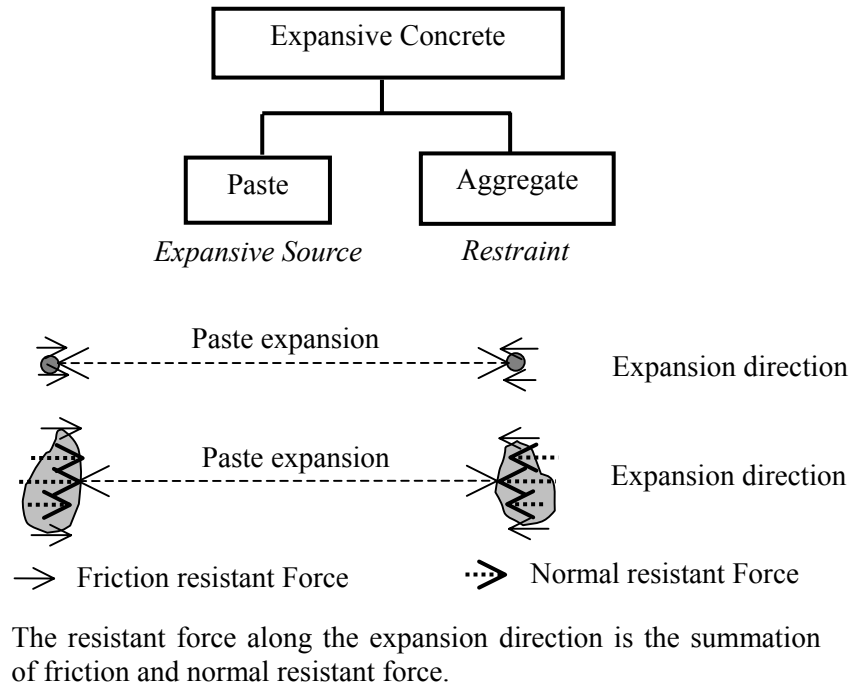 Expansive Concrete
Paste
Aggregate
Expansive Source
Restraint
Paste expansion
Expansion direction
Paste expansion
Expansion direction
Friction resistant Force
Normal resistant Force
The resistant force along the expansion direction is the summation
of friction and normal resistant force.